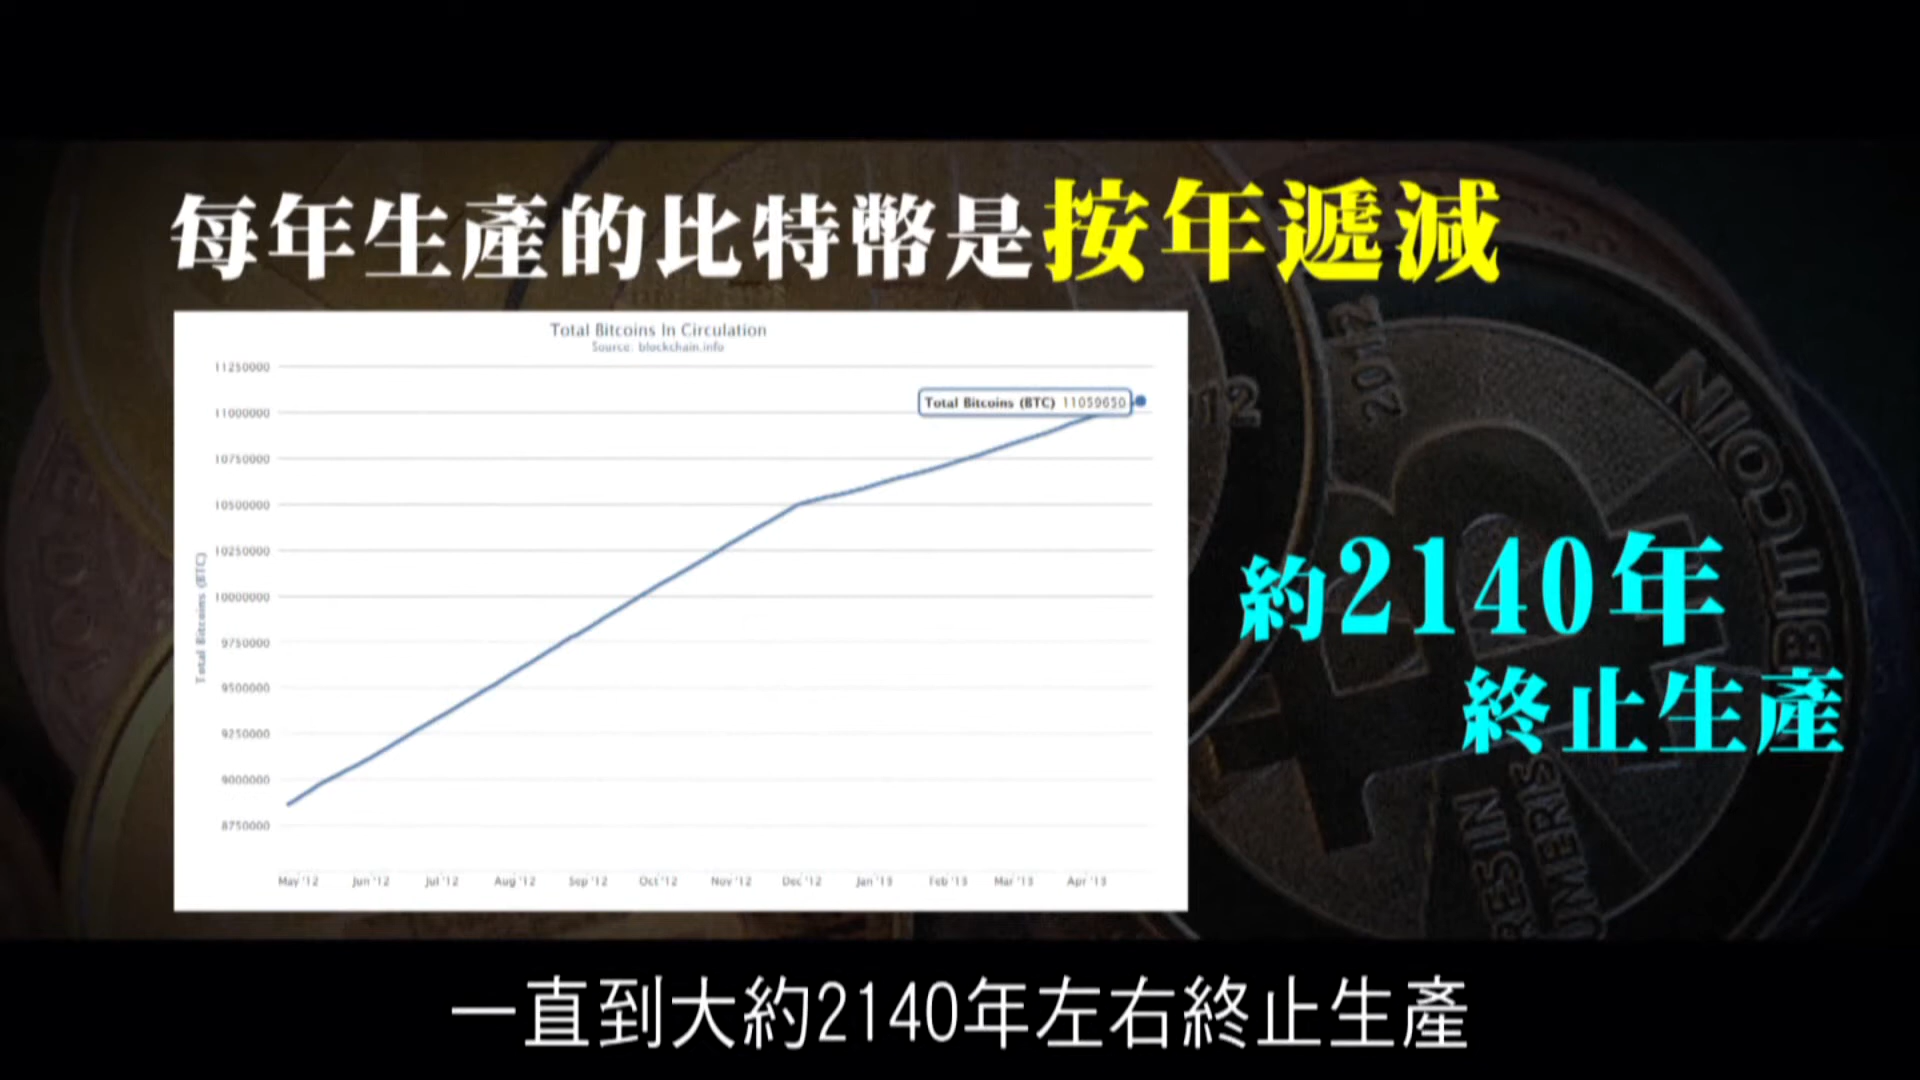 每年生產的比特幣是按年遞減
Total Bitcoins In Circulation
Source: blockchain.info
11250000
11000000
10750000
10500000
10250000
10000000
9750000
9500000
9250000
9000000
8750000
Total Bitcoins (BTC)
Total Bitcoins (BTC) 11059650
May '12 Jun '12 Jul '12 Aug '12 Sep '12 Oct '12 Nov '12 Dec '12 Jan '13 Feb '13 Mar '13 Apr '13
2012
12
BITCOIN
約2140年
終止生產
一直到大約2140年左右終止生產